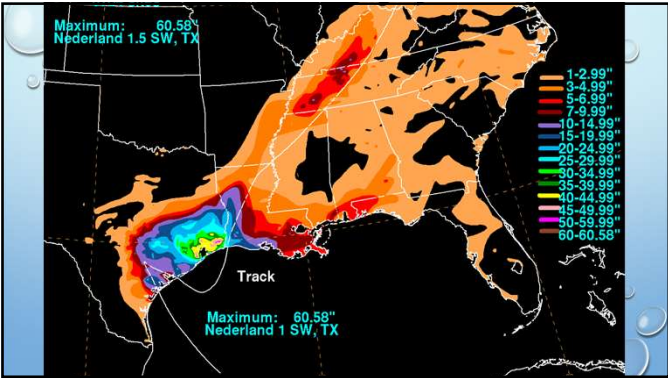 Maximum: 60.58"
Nederland 1.5 SW, TX
1-2.99"
3-4.99"
5-6.99"
7-9.99"
10-14.99"
15-19.99"
20-24.99"
25-29.99"
30-34.99"
35-39.99"
40-44.99"
45-49.99"
50-59.99"
60-60.58"
Track
Maximum: 60.58"
Nederland 1 SW, TX